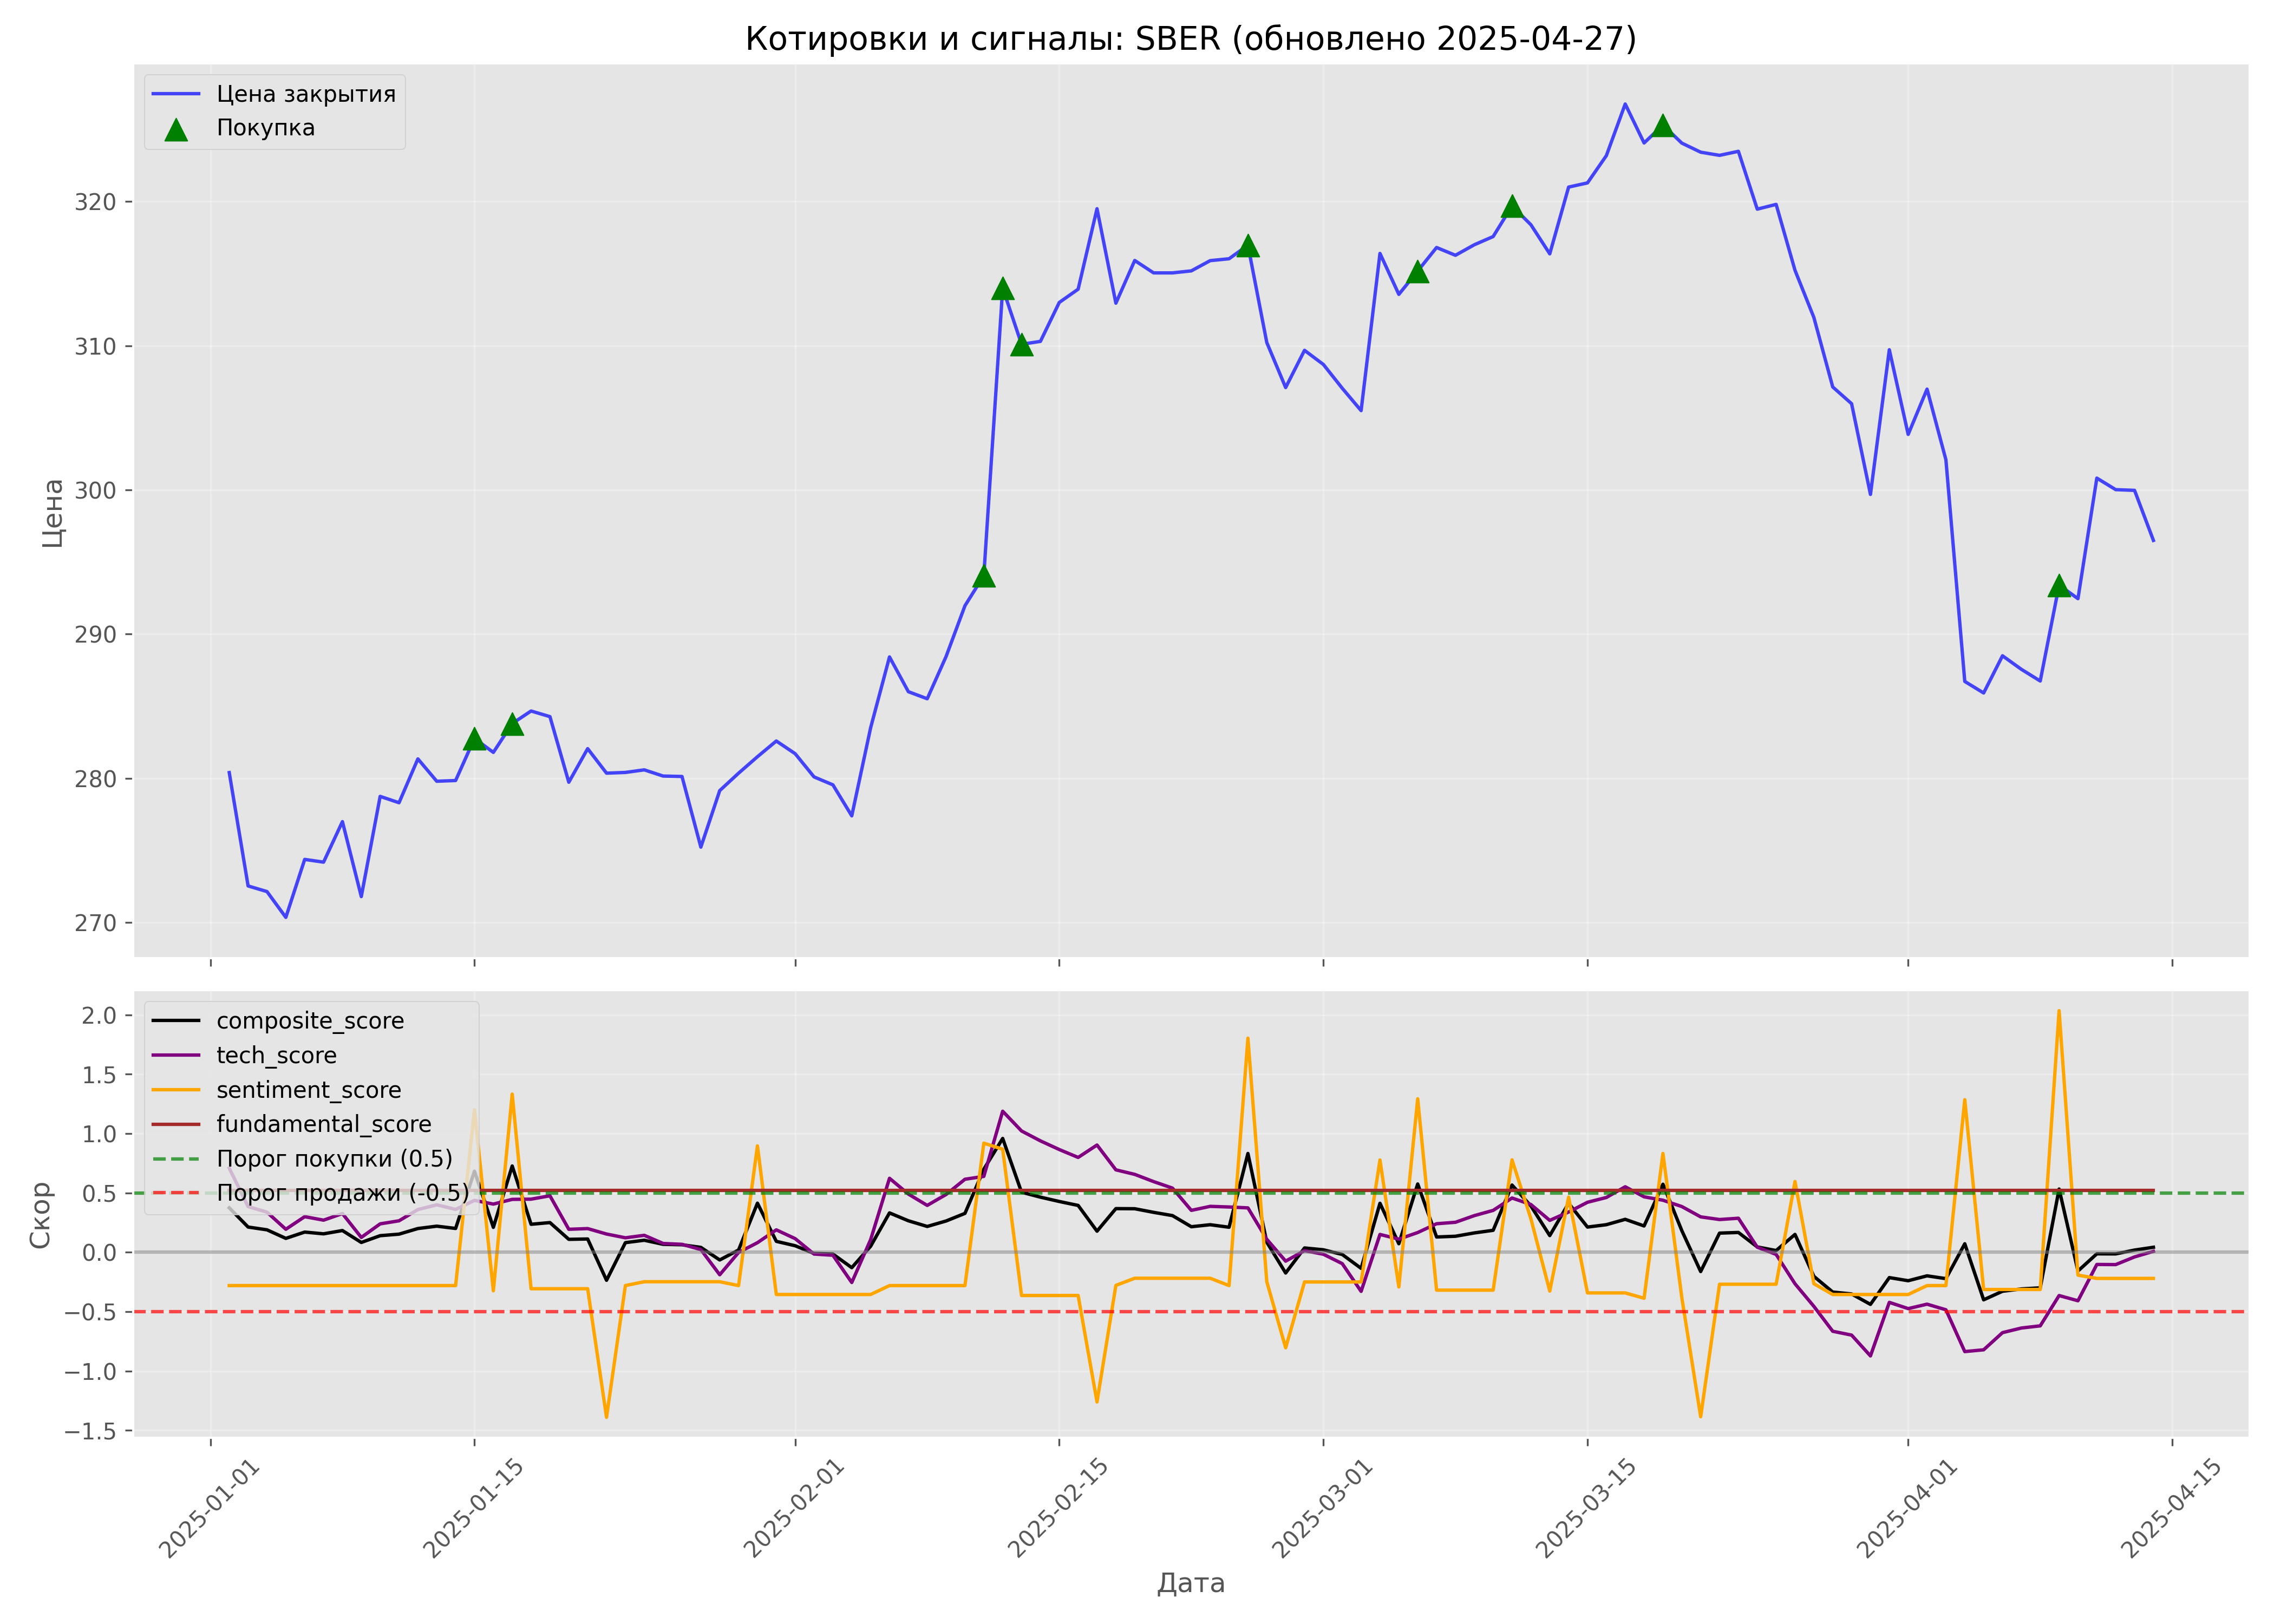 Котировки и сигналы: SBER (обновлено 2025-04-27)
Цена закрытия
Покупка
Цена
320
310
300
290
280
270
composite_score
tech_score
sentiment_score
fundamental_score
Порог покупки (0.5)
Порог продажи (-0.5)
Скор
2.0
1.5
1.0
0.5
0.0
−0.5
−1.0
−1.5
2025-01-01
2025-01-15
2025-02-01
2025-02-15
2025-03-01
2025-03-15
2025-04-01
2025-04-15
Дата